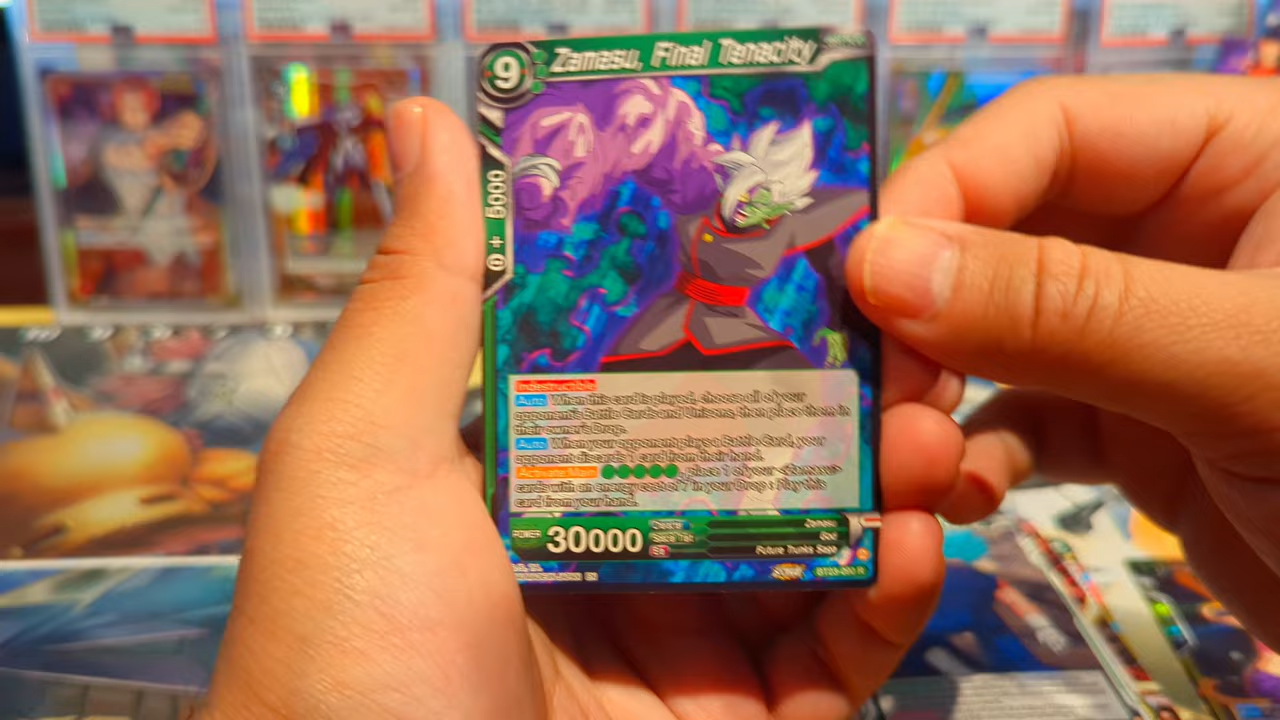 9 Zamasu, Final Tenacity
0 + 5000
Indestructible
Auto When this card is played, choose all of your
opponent's Battle Cards and Unisons, then place them in
their owner's Drop.
Auto When your opponent plays a Battle Card, your
opponent discards 1 card from their hand.
Activate Main , place 1 of your <Zamasu>
cards with an energy cost of 7 in your Drop : Play this
card from your hand.
POWER 30000
Zamasu
God
Future Trunks Saga